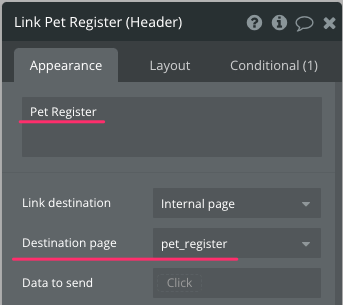 Link Pet Register (Header)
Appearance Layout Conditional (1)
Pet Register
Link destination Internal page
Destination page pet_register
Data to send Click